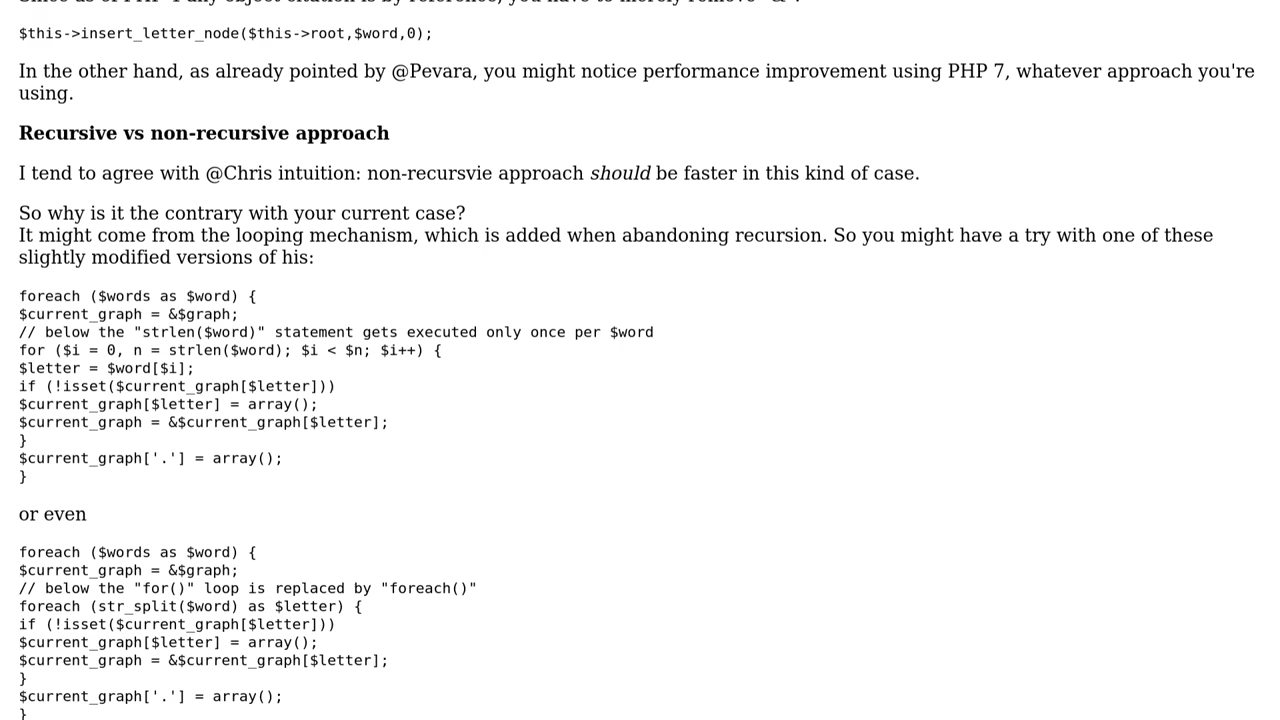 $this->insert_letter_node($this->root,$word,0);
In the other hand, as already pointed by @Pevara, you might notice performance improvement using PHP 7, whatever approach you're
using.
Recursive vs non-recursive approach
I tend to agree with @Chris intuition: non-recursvie approach should be faster in this kind of case.
So why is it the contrary with your current case?
It might come from the looping mechanism, which is added when abandoning recursion. So you might have a try with one of these
slightly modified versions of his:
foreach ($words as $word) {
$current_graph = &$graph;
// below the "strlen($word)" statement gets executed only once per $word
for ($i = 0, n = strlen($word); $i < $n; $i++) {
$letter = $word[$i];
if (!isset($current_graph[$letter]))
$current_graph[$letter] = array();
$current_graph = &$current_graph[$letter];
}
$current_graph['.'] = array();
}
or even
foreach ($words as $word) {
$current_graph = &$graph;
// below the "for()" loop is replaced by "foreach()"
foreach (str_split($word) as $letter) {
if (!isset($current_graph[$letter]))
$current_graph[$letter] = array();
$current_graph = &$current_graph[$letter];
}
$current_graph['.'] = array();
}